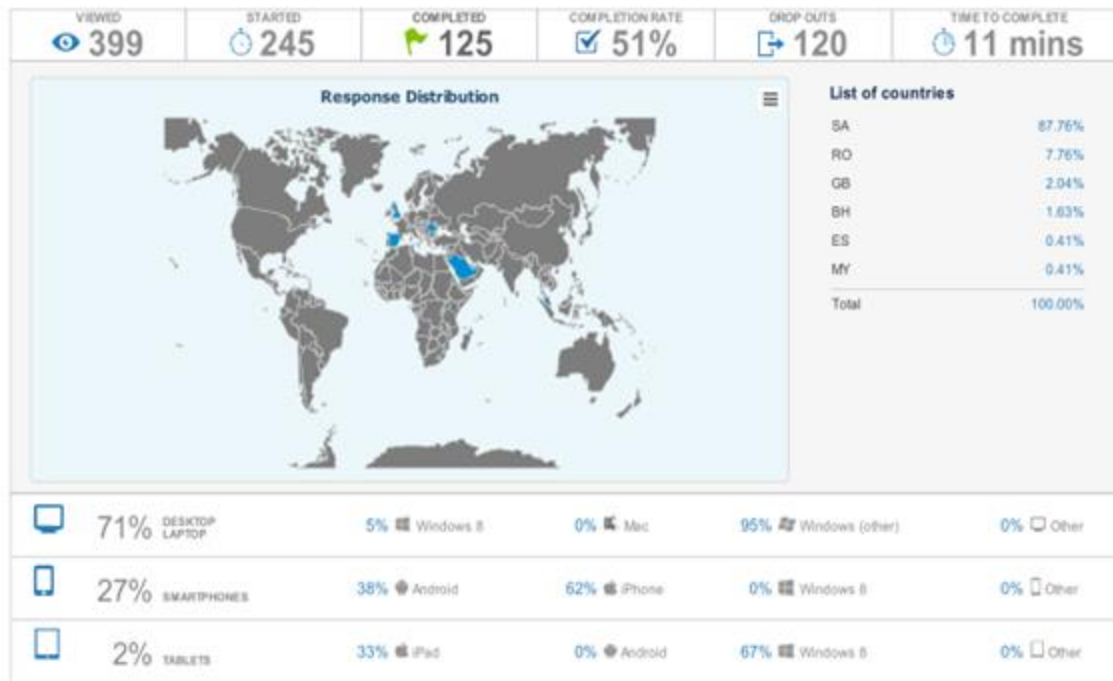 VIEWED STARTED COMPLETED COMPLETION RATE DROP OUTS TIME TO COMPLETE
399 245 125 51% 120 11 mins
Response Distribution
List of countries
SA 87.76%
RO 7.76%
GB 2.04%
BH 1.63%
ES 0.41%
MY 0.41%
Total 100.00%
71% DESKTOP LAPTOP 5% Windows 8 0% Mac 95% Windows (other) 0% Other
27% SMARTPHONES 38% Android 62% iPhone 0% Windows 8 0% Other
2% TABLETS 33% iPad 0% Android 67% Windows 8 0% Other